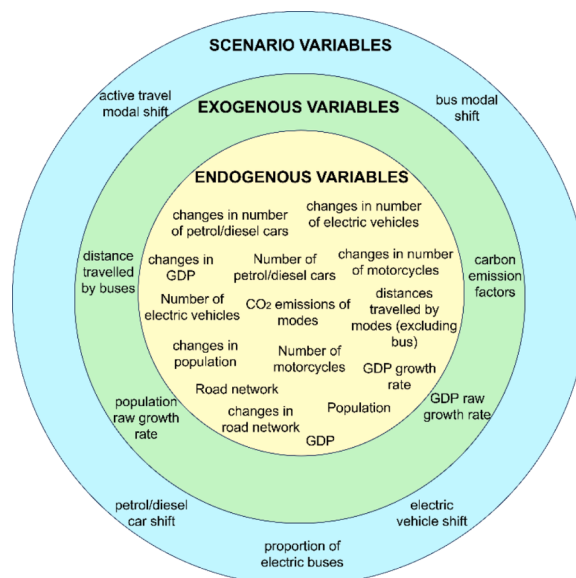 SCENARIO VARIABLES
active travel
modal shift
bus modal
shift
EXOGENOUS VARIABLES
ENDOGENOUS VARIABLES
changes in number
of petrol/diesel cars
changes in number
of electric vehicles
distance
travelled
by buses
changes in
GDP
Number of
petrol/diesel cars
changes in number
of motorcycles
carbon
emission
factors
Number of
electric vehicles
CO₂ emissions of
modes
distances
travelled by
modes (excluding
bus)
changes in
population
Number of
motorcycles
GDP growth
rate
population
raw growth
rate
Road network
changes in
road network
Population
GDP
GDP raw
growth rate
petrol/diesel
car shift
electric
vehicle shift
proportion of
electric buses